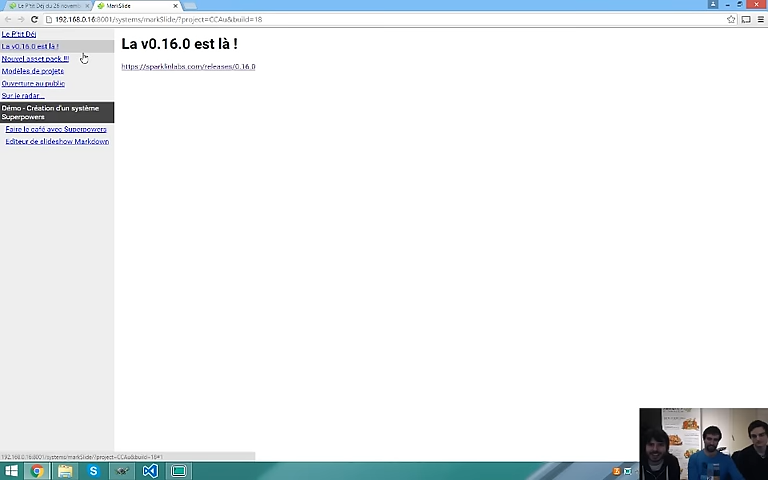 Le P'tit Déj du 28 novemb
MarkSlide
192.168.0.16:8001/systems/markSlide/?project=CCAu&build=18
Le P'tit Déj
La v0.16.0 est là !
Nouvel asset pack !!!
Modèles de projets
Ouverture au public
Sur le radar...
Démo - Création d'un système
Superpowers
Faire le café avec Superpowers
Editeur de slideshow Markdown
La v0.16.0 est là !
https://sparklinlabs.com/releases/0.16.0
192.168.0.16:8001/systems/markSlide/?project=CCAu&build=18#1